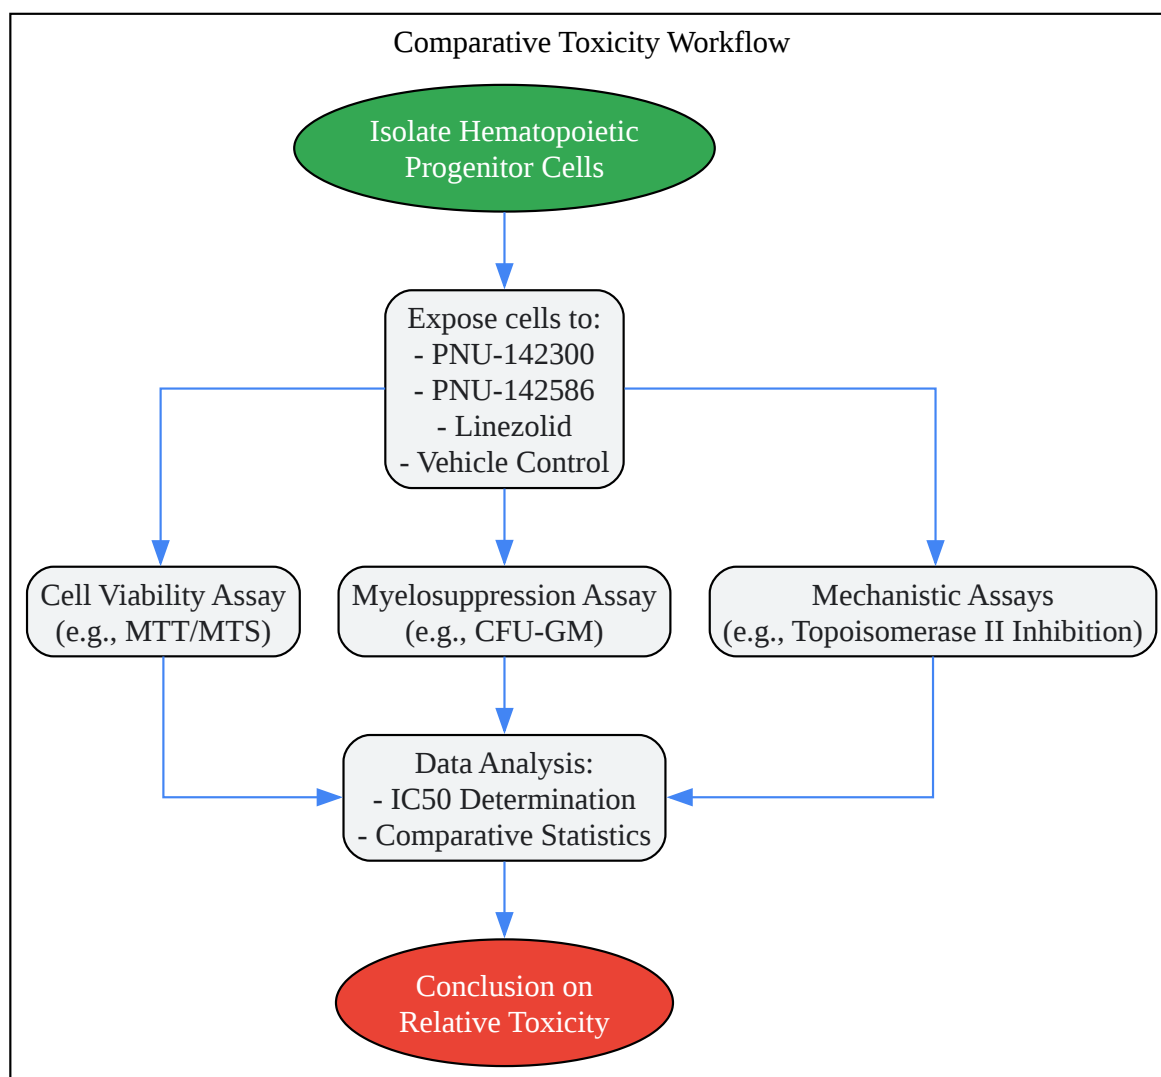 Comparative Toxicity Workflow
Isolate Hematopoietic
Progenitor Cells
Expose cells to:
- PNU-142300
- PNU-142586
- Linezolid
- Vehicle Control
Cell Viability Assay
(e.g., MTT/MTS)
Myelosuppression Assay
(e.g., CFU-GM)
Mechanistic Assays
(e.g., Topoisomerase II Inhibition)
Data Analysis:
- IC50 Determination
- Comparative Statistics
Conclusion on
Relative Toxicity